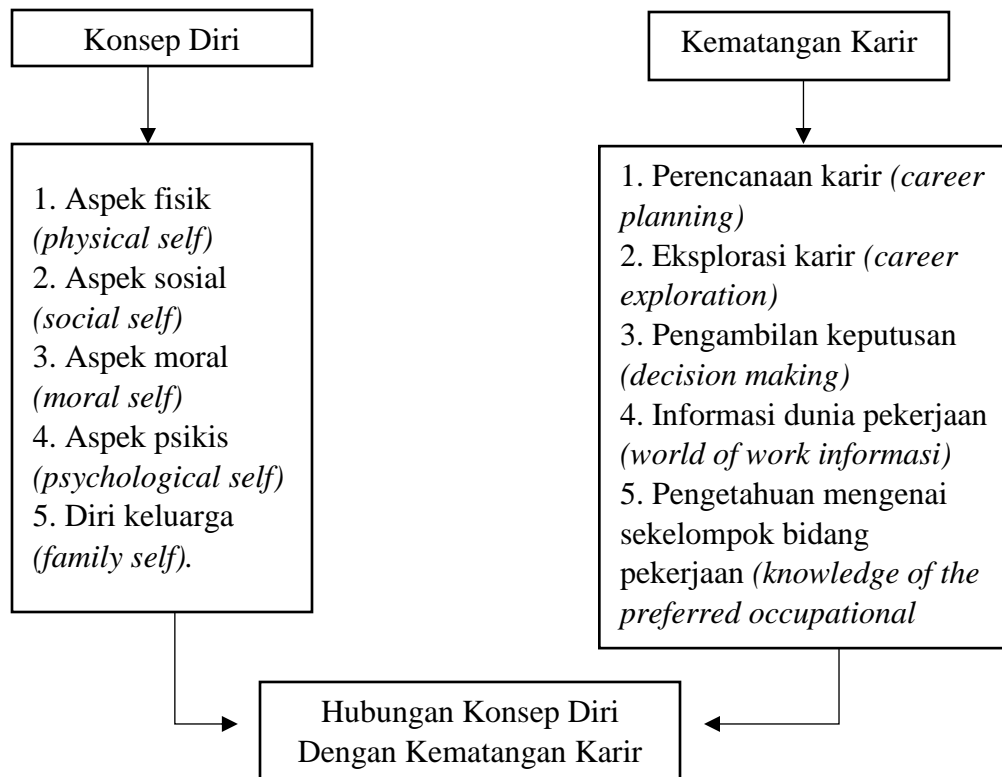 Konsep Diri
Kematangan Karir
1. Aspek fisik
(physical self)
2. Aspek sosial
(social self)
3. Aspek moral
(moral self)
4. Aspek psikis
(psychological self)
5. Diri keluarga
(family self).
1. Perencanaan karir (career
planning)
2. Eksplorasi karir (career
exploration)
3. Pengambilan keputusan
(decision making)
4. Informasi dunia pekerjaan
(world of work informasi)
5. Pengetahuan mengenai
sekelompok bidang
pekerjaan (knowledge of the
preferred occupational
Hubungan Konsep Diri
Dengan Kematangan Karir